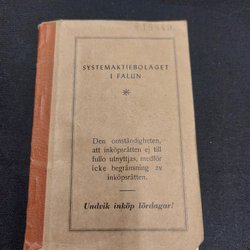 SYSTEMAKTIEBOLAGET
I FALUN
Den omständigheten,
att inköpsrätten ej till
fullo utnyttjas, medför
icke begränsning av
inköpsrätten.
Undvik inköp lördagar!